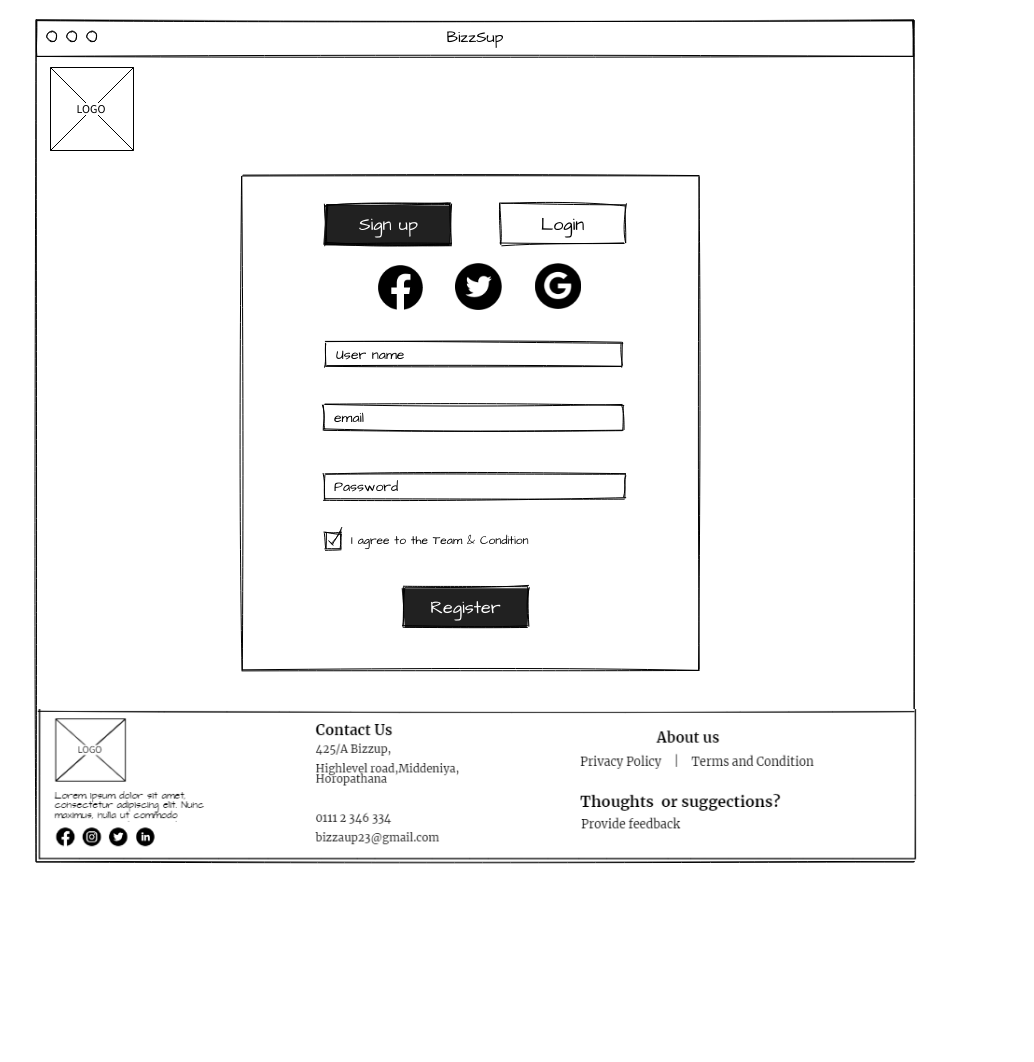 BizzSup
LOGO
Sign up
Login
User name
email
Password
I agree to the Team & Condition
Register
LOGO
Lorem ipsum dolor sit amet,
consectetur adipiscing elit. Nunc
maximus, nulla ut commodo
Contact Us
425/A Bizzup,
Highlevel road,Middeniya,
Horopathana
0111 2 346 334
bizzaup23@gmail.com
About us
Privacy Policy | Terms and Condition
Thoughts or suggestions?
Provide feedback